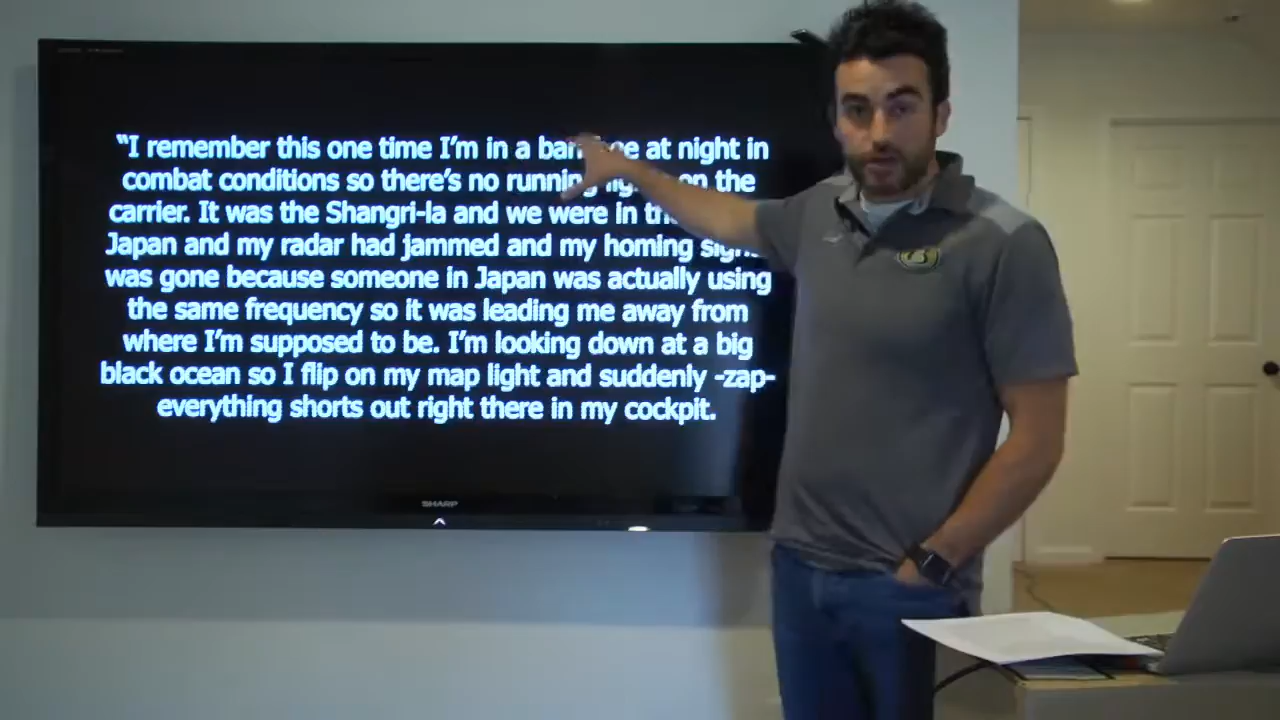 “I remember this one time I’m in a at night in
combat conditions so there’s no running on the
carrier. It was the Shangri-la and we were in
Japan and my radar had jammed and my homing
was gone because someone in Japan was actually using
the same frequency so it was leading me away from
where I’m supposed to be. I’m looking down at a big
black ocean so I flip on my map light and suddenly -zap-
everything shorts out right there in my cockpit.
SHARP